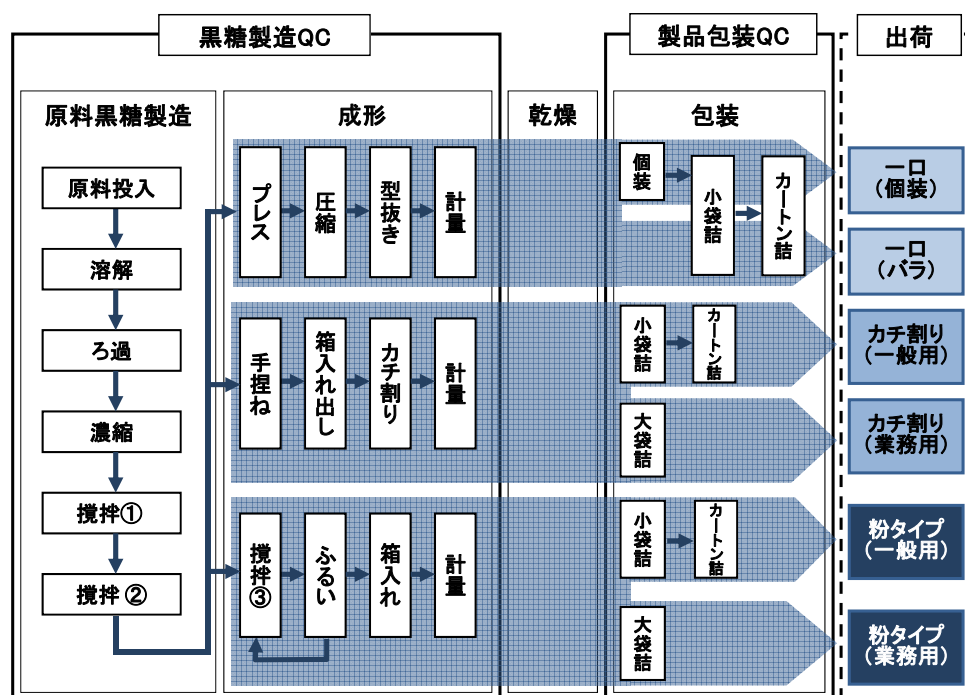 黒糖製造QC
製品包装QC
出荷
原料黒糖製造
成形
乾燥
包装
原料投入
溶解
ろ過
濃縮
撹拌①
撹拌②
プレス
圧縮
型抜き
計量
個装
小袋詰
カートン詰
一口
（個装）
一口
（バラ）
手捏ね
箱入れ出し
カチ割り
計量
小袋詰
カートン詰
大袋詰
カチ割り
（一般用）
カチ割り
（業務用）
撹拌③
ふるい
箱入れ
計量
小袋詰
カートン詰
大袋詰
粉タイプ
（一般用）
粉タイプ
（業務用）